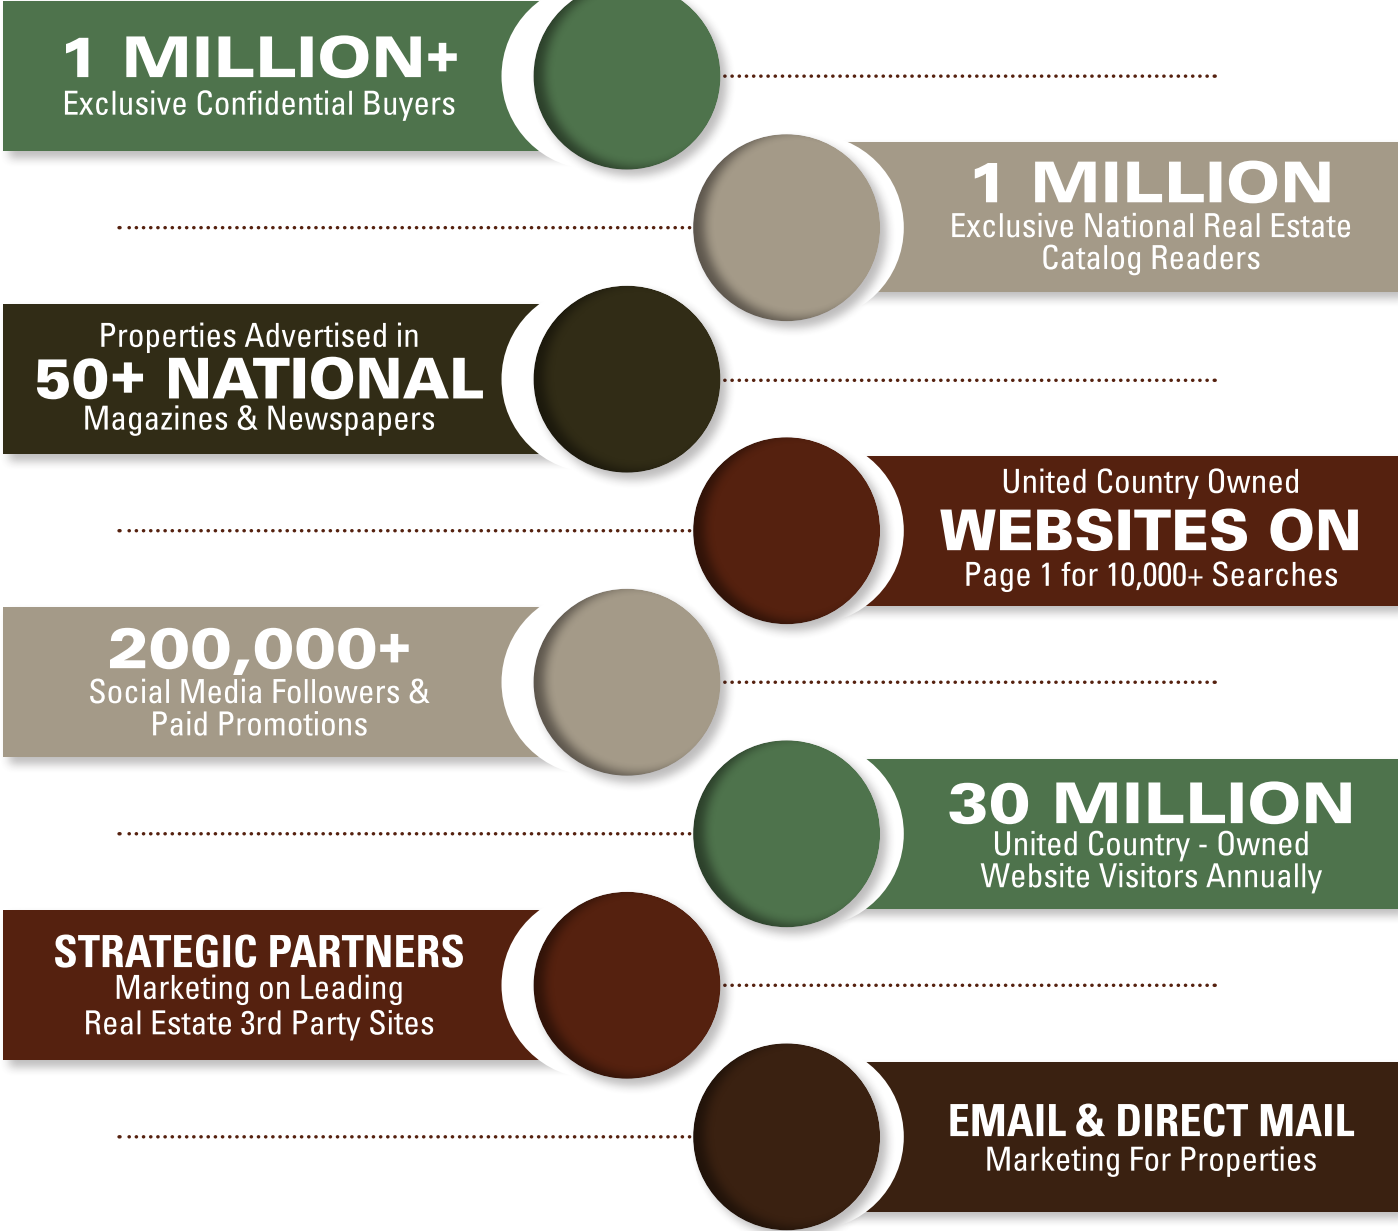 1 MILLION+
Exclusive Confidential Buyers
1 MILLION
Exclusive National Real Estate
Catalog Readers
Properties Advertised in
50+ NATIONAL
Magazines & Newspapers
United Country Owned
WEBSITES ON
Page 1 for 10,000+ Searches
200,000+
Social Media Followers &
Paid Promotions
30 MILLION
United Country - Owned
Website Visitors Annually
STRATEGIC PARTNERS
Marketing on Leading
Real Estate 3rd Party Sites
EMAIL & DIRECT MAIL
Marketing For Properties